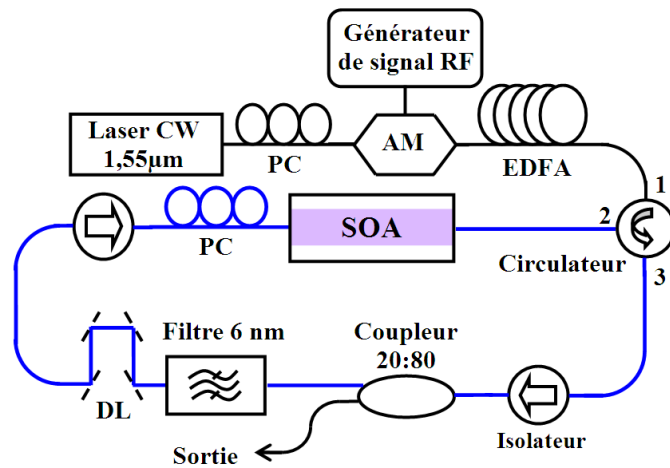 Générateur
de signal RF
Laser CW
1,55µm
PC
AM
EDFA
1
2
3
PC
SOA
Circulateur
Filtre 6 nm
Coupleur
20:80
DL
Sortie
Isolateur